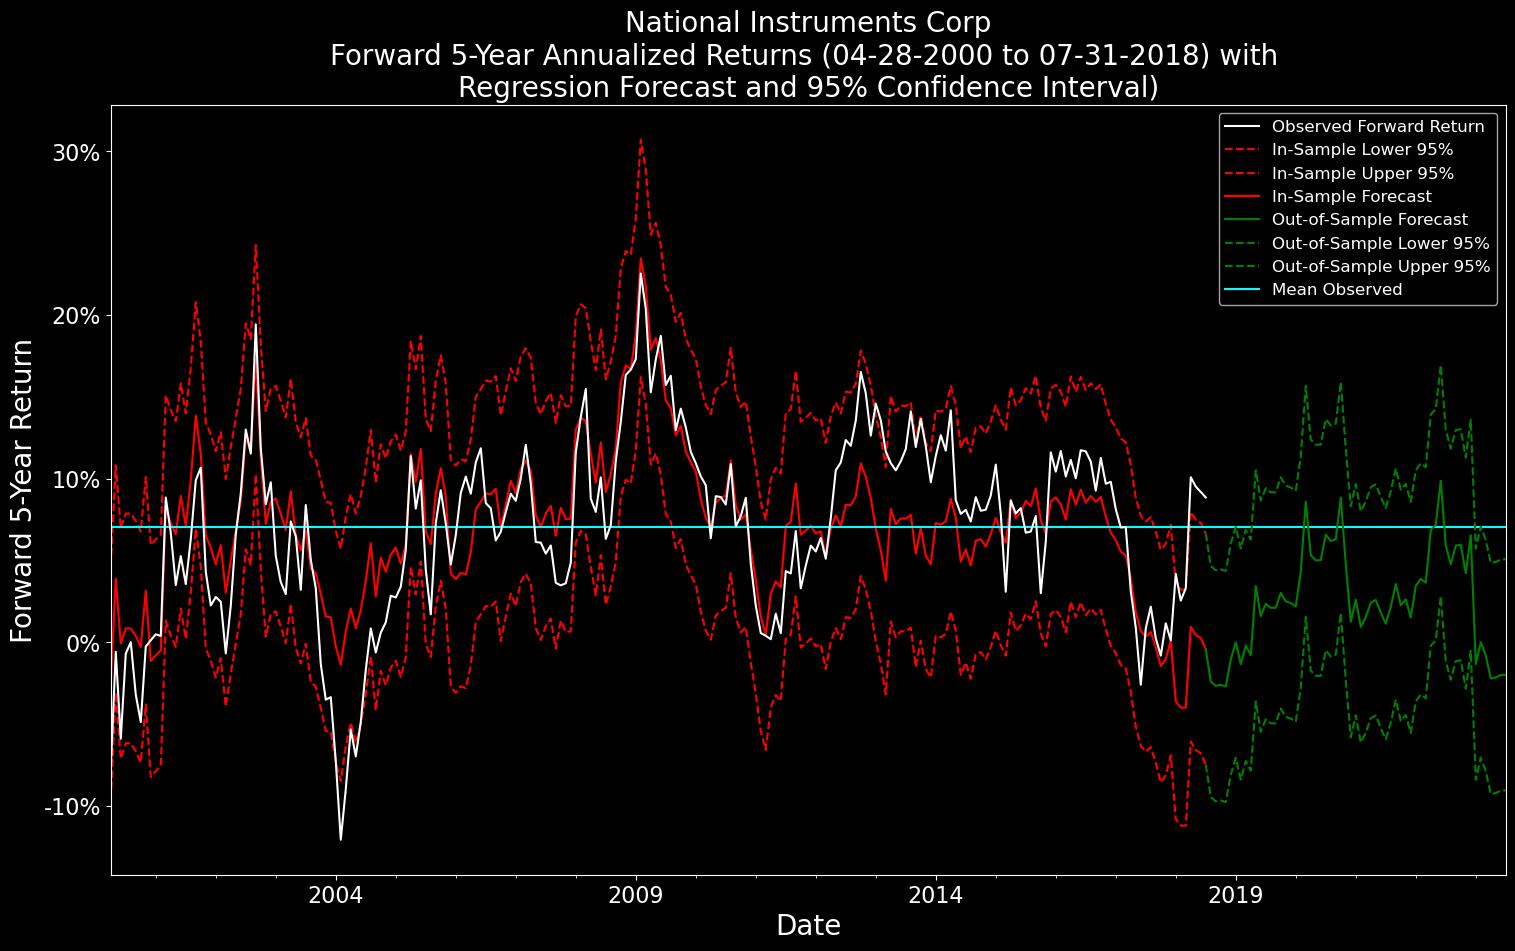 National Instruments Corp
Forward 5-Year Annualized Returns (04-28-2000 to 07-31-2018) with
Regression Forecast and 95% Confidence Interval)
Observed Forward Return
In-Sample Lower 95%
In-Sample Upper 95%
In-Sample Forecast
Out-of-Sample Forecast
Out-of-Sample Lower 95%
Out-of-Sample Upper 95%
Mean Observed
Forward 5-Year Return
30%
20%
10%
0%
-10%
2004
2009
2014
2019
Date